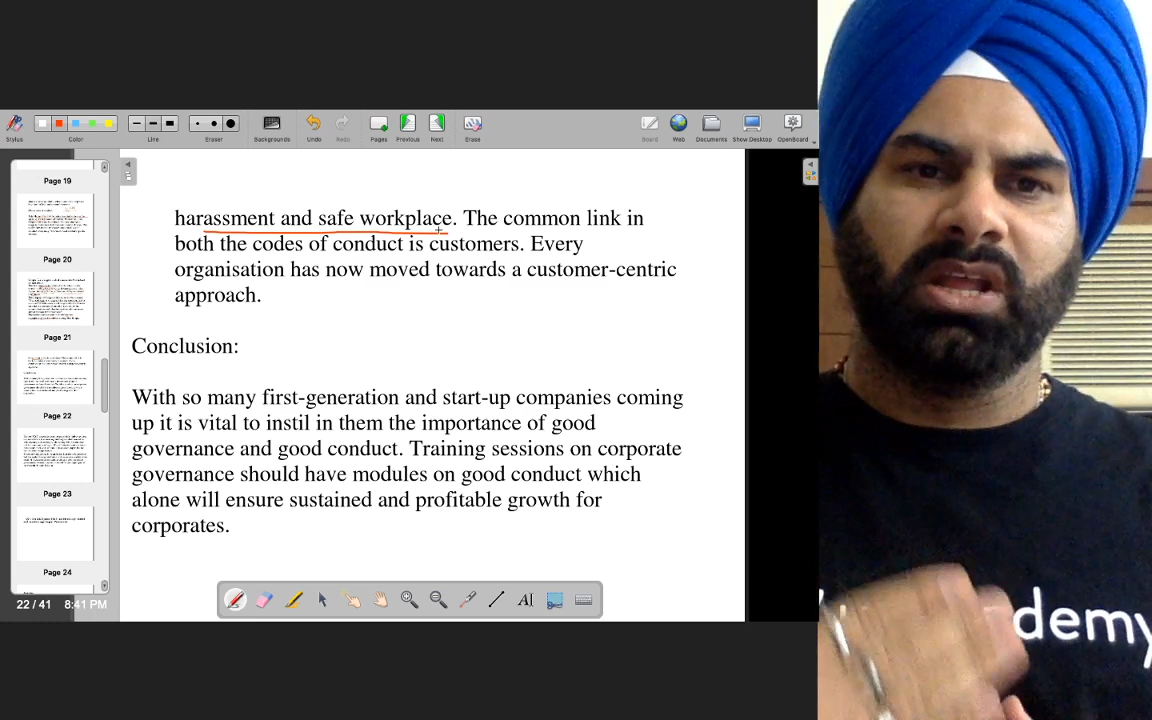 Stylus
Color
Line
Eraser
Backgrounds
Undo
Redo
Pages
Previous
Next
Erase
Board
Web
Documents
Show Desktop
OpenBoard
Page 19
Page 20
Page 21
Page 22
Page 23
Page 24
22 / 41 8:41 PM
harassment and safe workplace. The common link in
both the codes of conduct is customers. Every
organisation has now moved towards a customer-centric
approach.
Conclusion:
With so many first-generation and start-up companies coming
up it is vital to instil in them the importance of good
governance and good conduct. Training sessions on corporate
governance should have modules on good conduct which
alone will ensure sustained and profitable growth for
corporates.
AI
demy